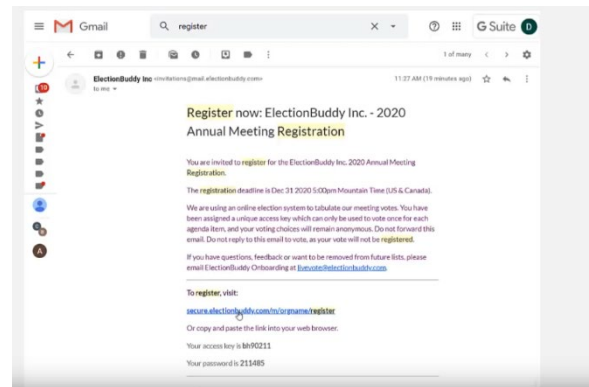 Gmail
register
G Suite
D
1 of many
10
ElectionBuddy Inc <invitations@mail.electionbuddy.com>
11:27 AM (19 minutes ago)
to me
Register now: ElectionBuddy Inc. - 2020
Annual Meeting Registration
You are invited to register for the ElectionBuddy Inc. 2020 Annual Meeting
Registration.
The registration deadline is Dec 31 2020 5:00pm Mountain Time (US & Canada).
We are using an online election system to tabulate our meeting votes. You have
been assigned a unique access key which can only be used to vote once for each
agenda item, and your voting choices will remain anonymous. Do not forward this
email. Do not reply to this email to vote, as your vote will not be registered.
If you have questions, feedback or want to be removed from future lists, please
email ElectionBuddy Onboarding at livevote@electionbuddy.com.
To register, visit:
secure.electionbuddy.com/m/orgname/register
Or copy and paste the link into your web browser.
Your access key is bh90211
Your password is 211485
A